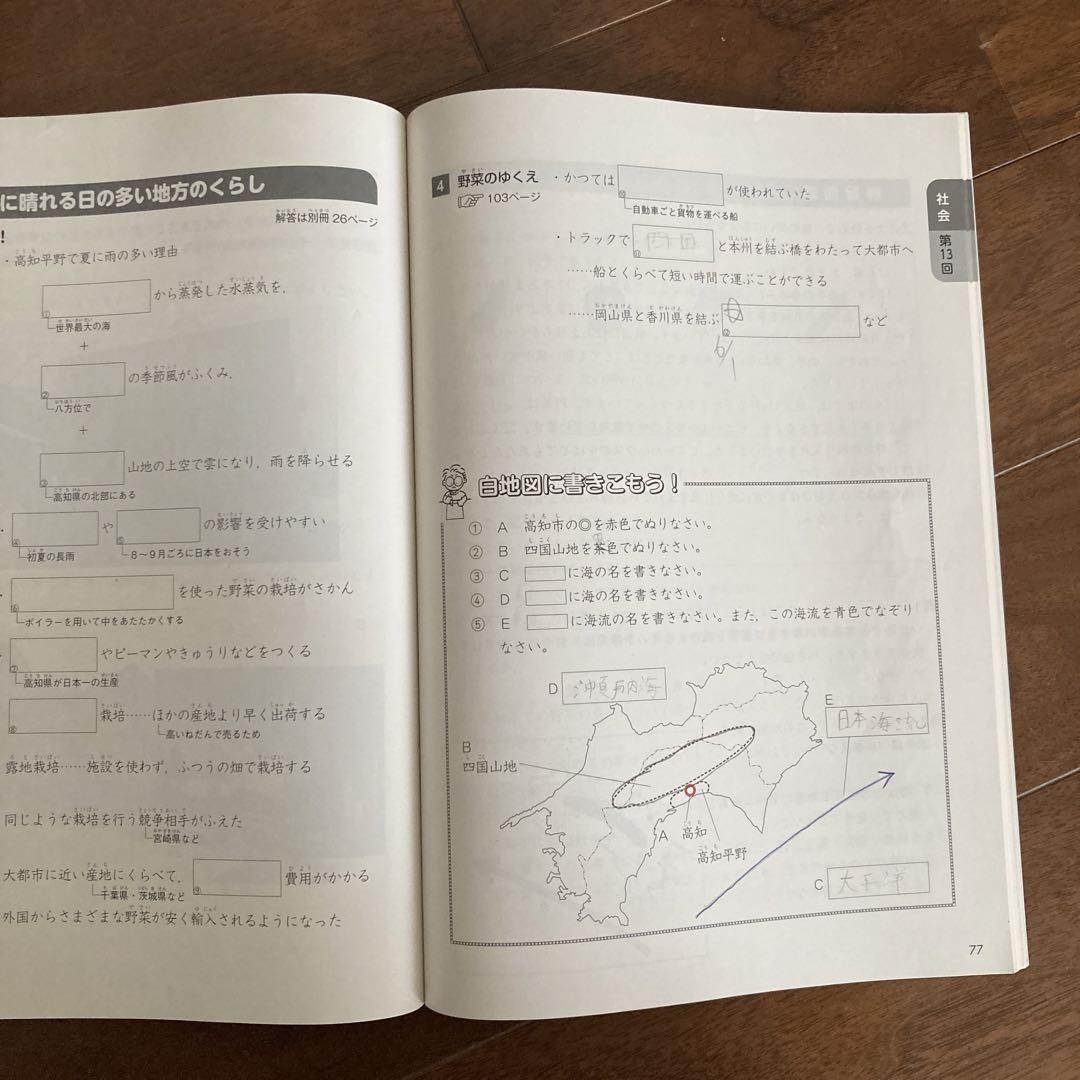 に晴れる日の多い地方のくらし
解答は別冊26ページ
!
・高知平野で夏に雨の多い理由
① から蒸発した水蒸気を,
世界最大の海
+
② の季節風がふくみ,
八方位で
+
③ 山地の上空で雲になり, 雨を降らせる
高知県の北部にある
④ や ⑤ の影響を受けやすい
初夏の長雨
8〜9月ごろに日本をおそう
⑥ を使った野菜の栽培がさかん
ボイラーを用いて中をあたたかくする
⑦ やピーマンやきゅうりなどをつくる
高知県が日本一の生産
⑧ 栽培……ほかの産地より早く出荷する
高いねだんで売るため
露地栽培……施設を使わず, ふつうの畑で栽培する
同じような栽培を行う競争相手がふえた
宮崎県など
大都市に近い産地にくらべて, ⑨ 費用がかかる
千葉県・茨城県など
外国からさまざまな野菜が安く輸入されるようになった
4 野菜のゆくえ
103ページ
・かつては ⑩ が使われていた
自動車ごと貨物を運べる船
・トラックで ⑪ と本州を結ぶ橋をわたって大都市へ
……船とくらべて短い時間で運ぶことができる
……岡山県と香川県を結ぶ ⑫ など
6/1
社会 第13回
白地図に書きこもう!
① A 高知市の◎を赤色でぬりなさい。
② B 四国山地を茶色でぬりなさい。
③ C に海の名を書きなさい。
④ D に海の名を書きなさい。
⑤ E に海流の名を書きなさい。また, この海流を青色でなぞり
なさい。
D
内海
E 日本海流
B
四国山地
A 高知
高知平野
C 太平洋
77